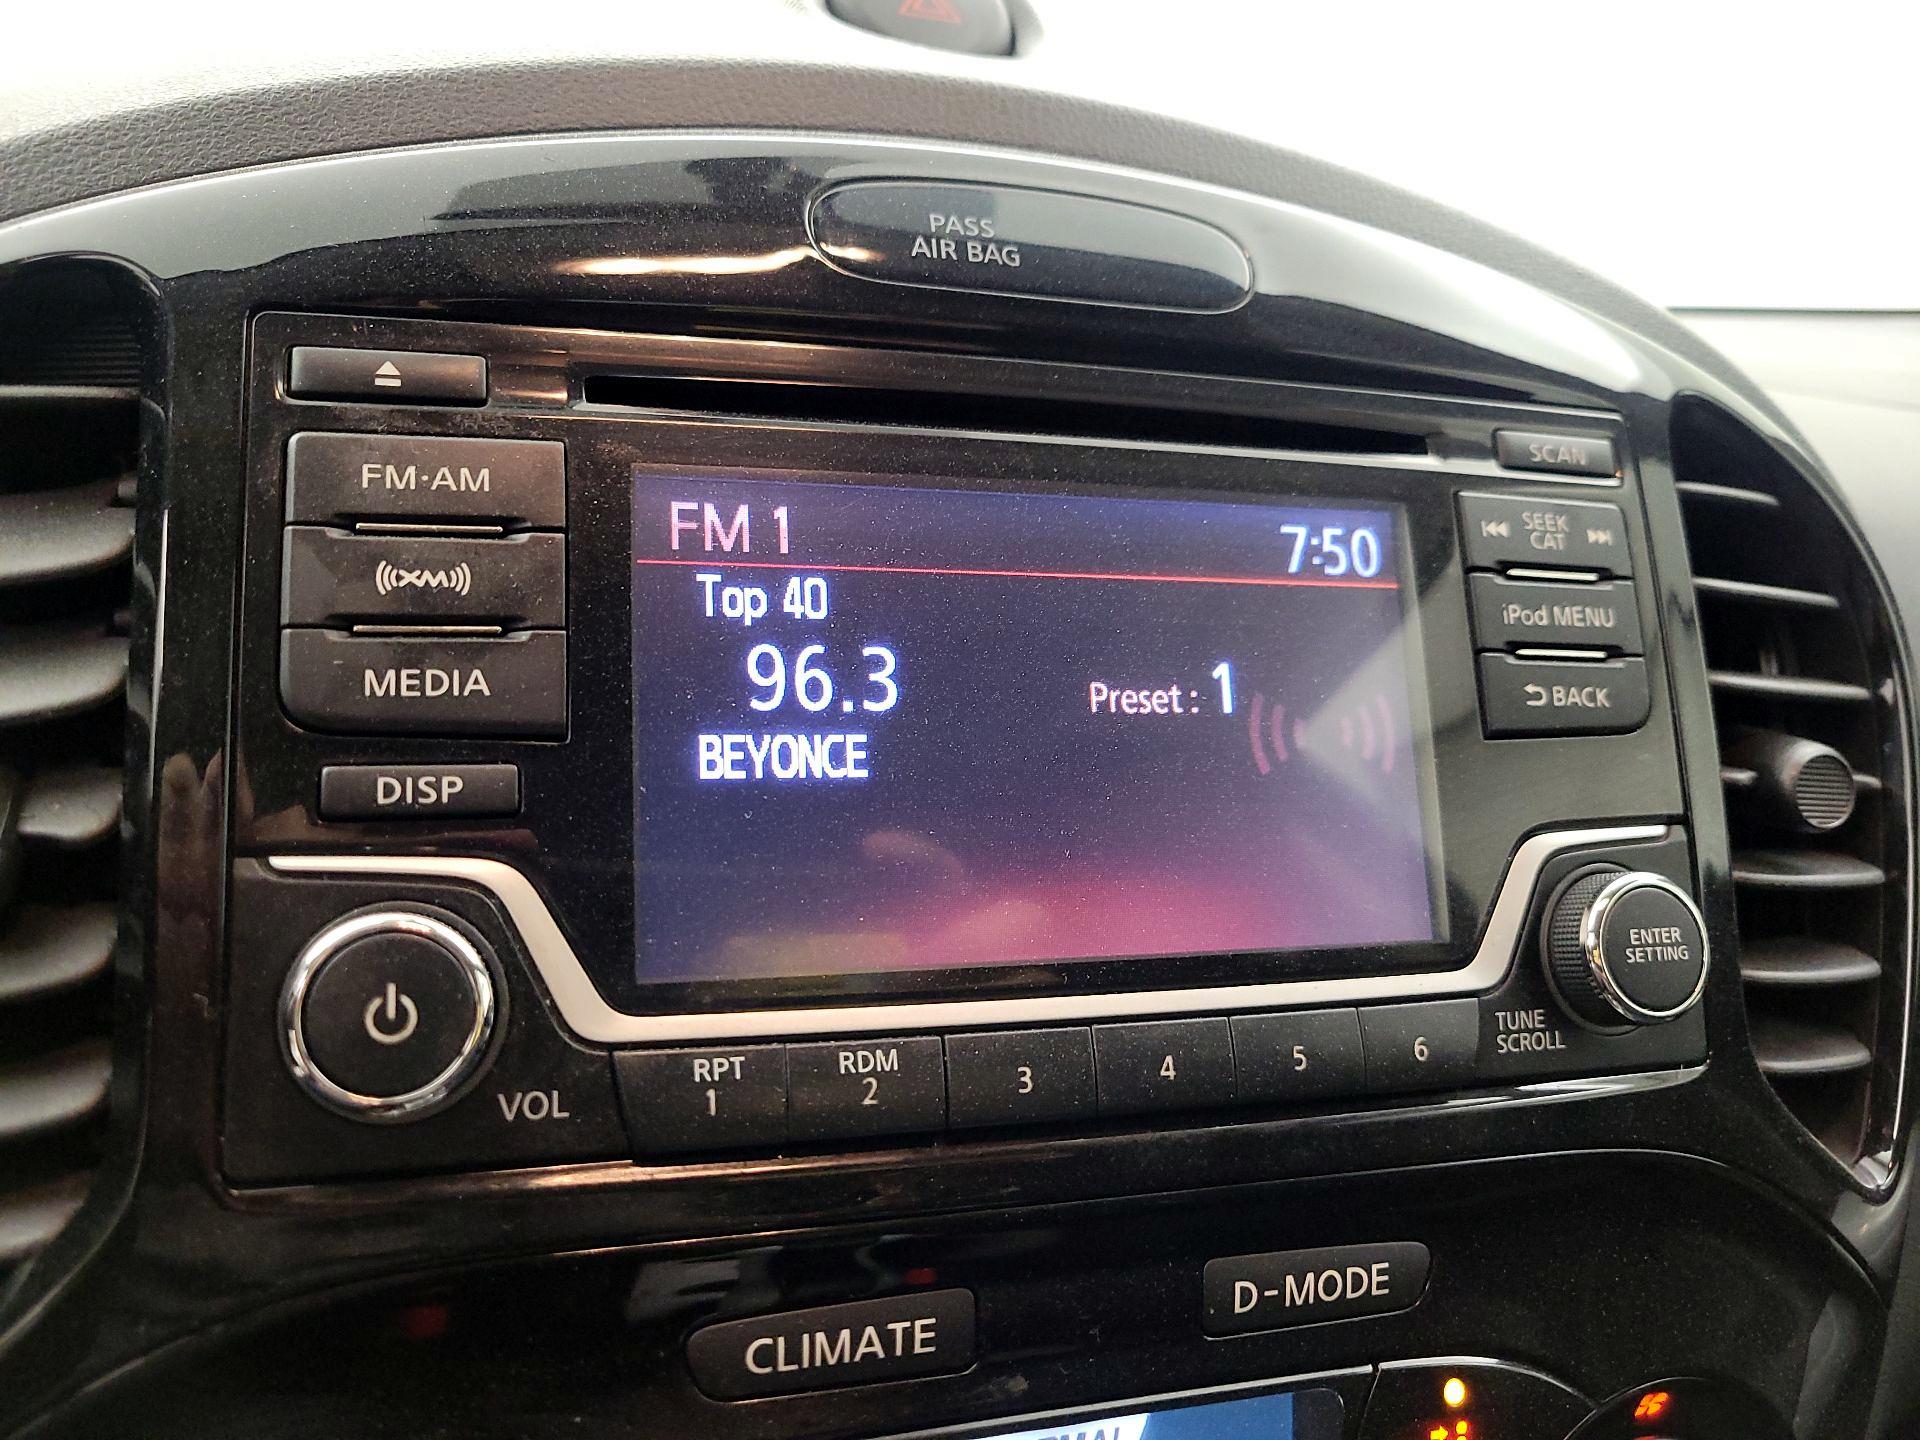 PASS
AIR BAG
SCAN
FM·AM
XM
MEDIA
DISP
FM 1
7:50
Top 40
96.3
Preset: 1
BEYONCE
SEEK
CAT
iPod MENU
BACK
ENTER
SETTING
TUNE
SCROLL
VOL
RPT
1
RDM
2
3
4
5
6
CLIMATE
D-MODE